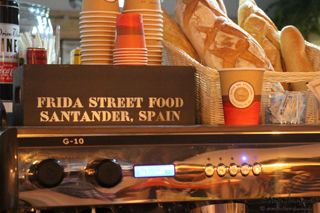 FRIDA STREET FOOD
SANTANDER, SPAIN
G-10